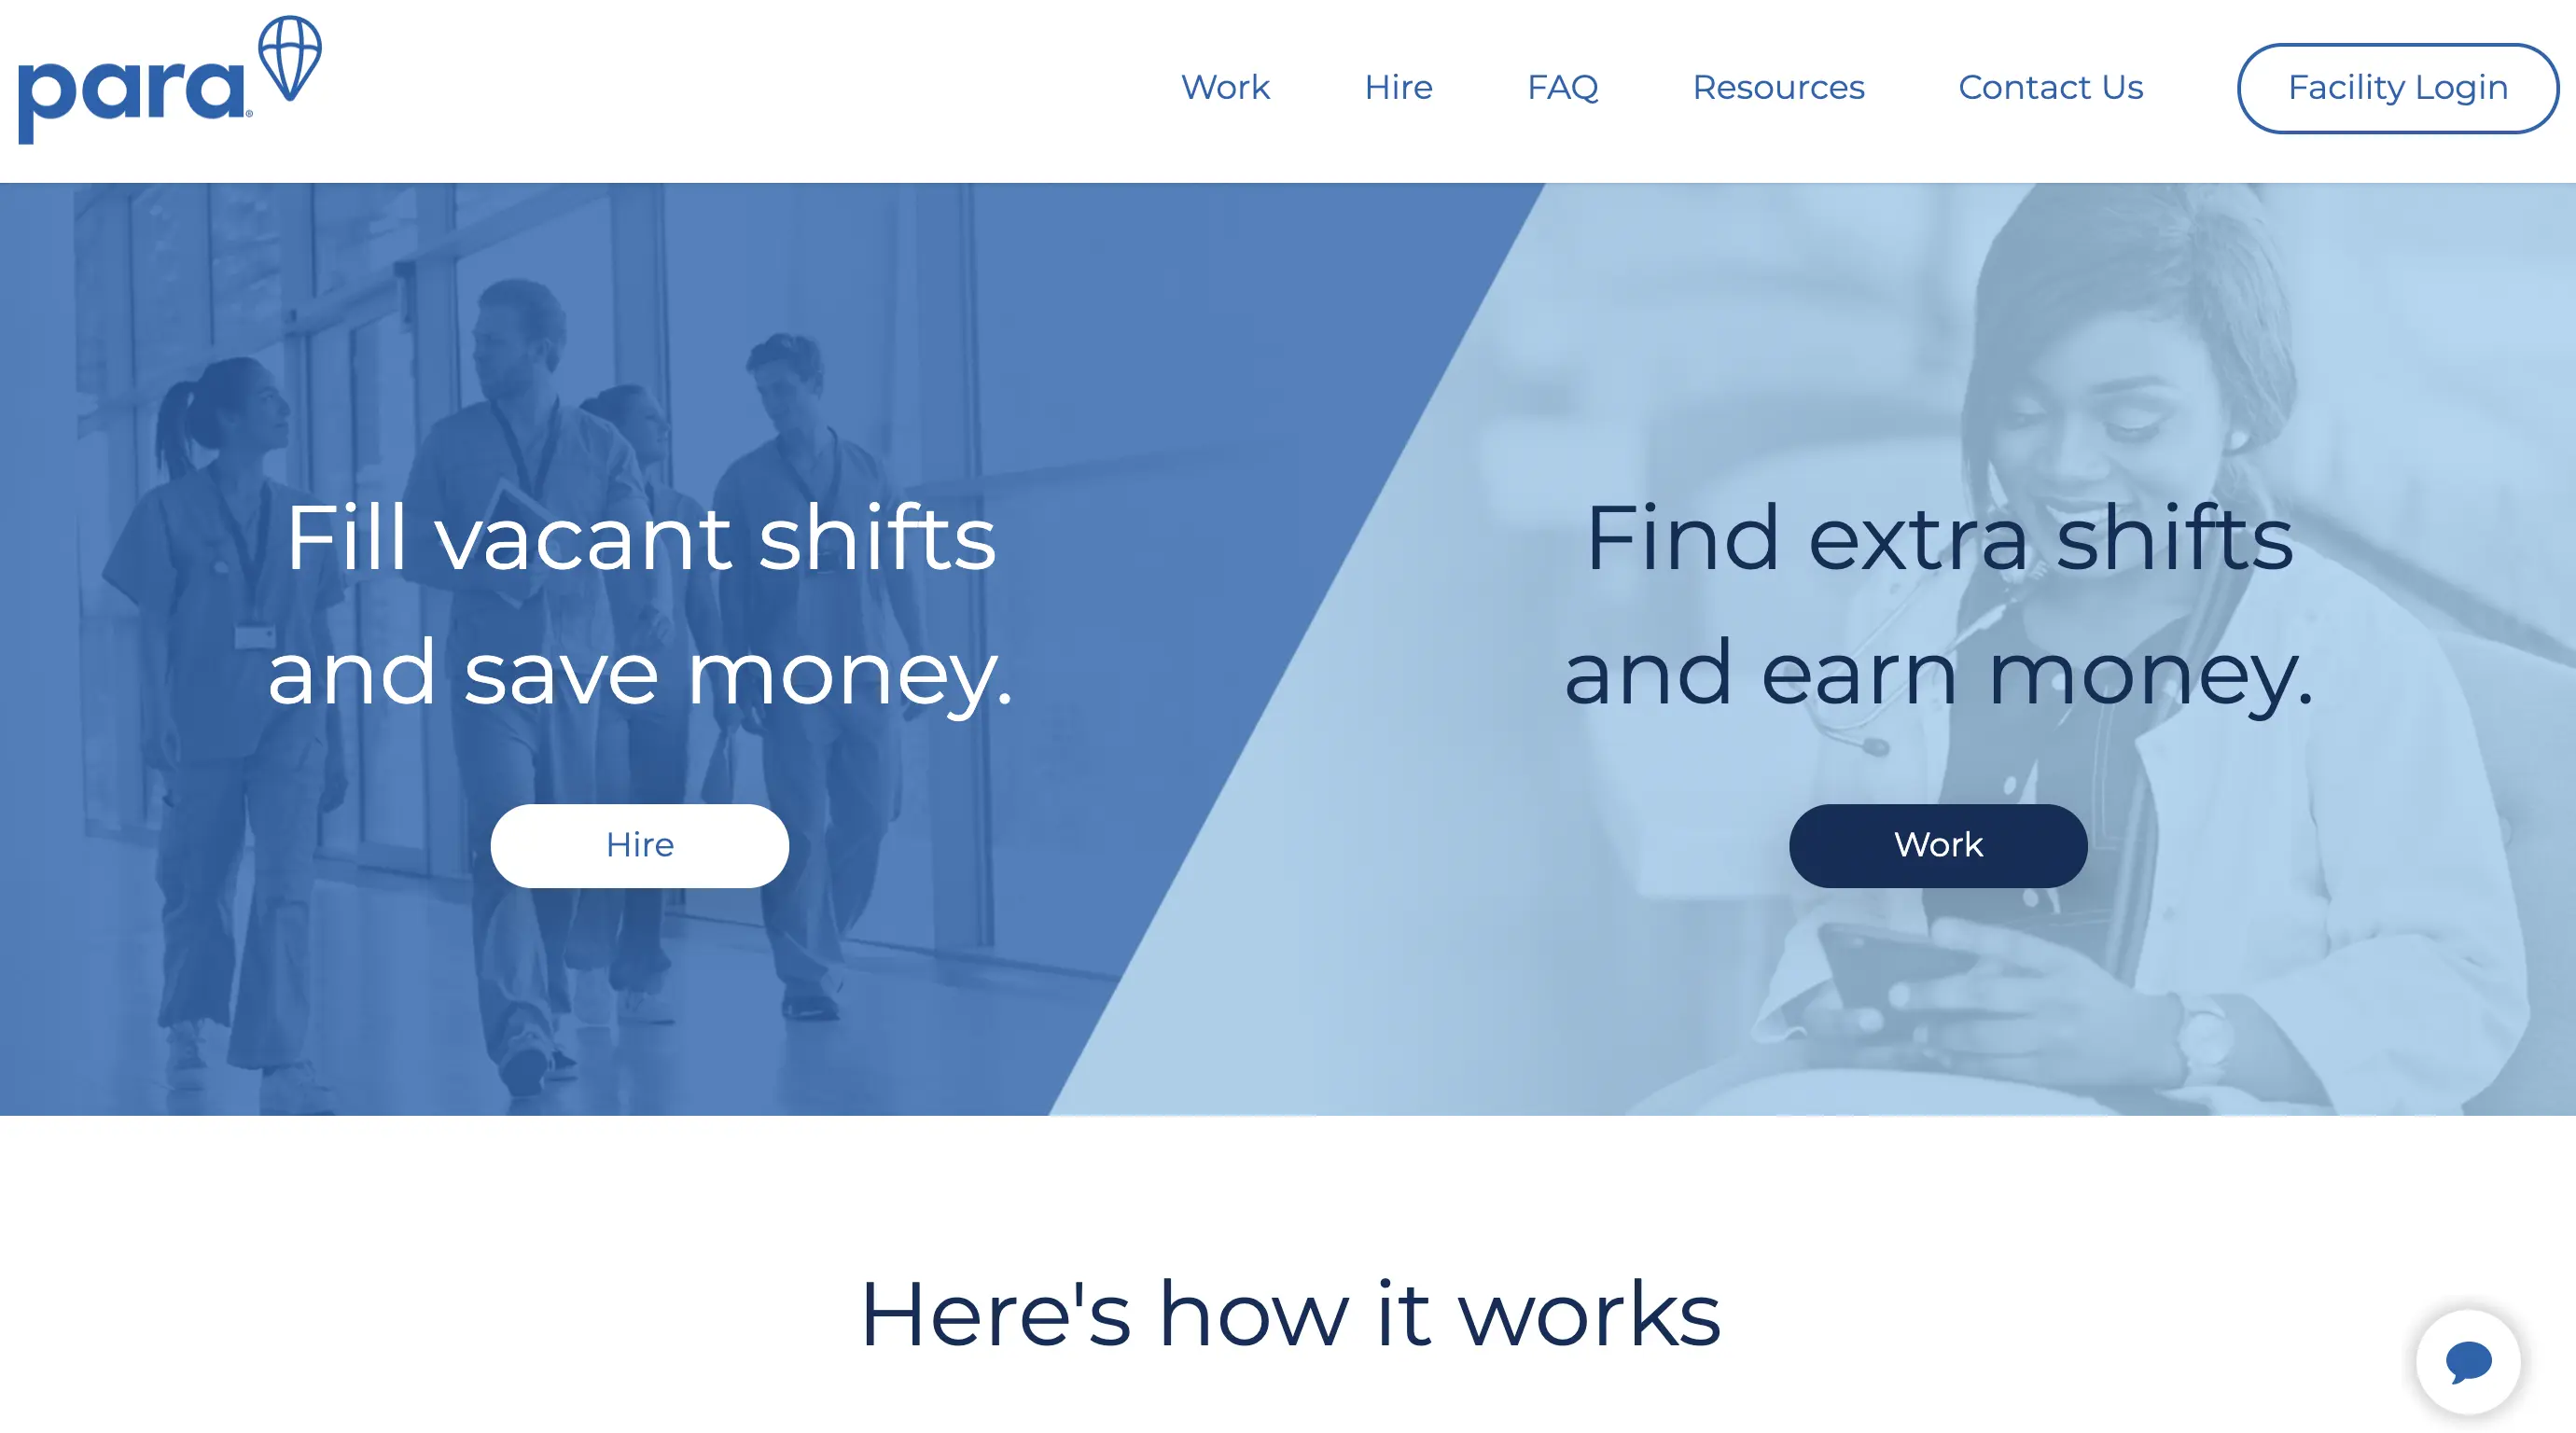 para®
Work
Hire
FAQ
Resources
Contact Us
Facility Login
Fill vacant shifts
and save money.
Hire
Find extra shifts
and earn money.
Work
Here's how it works